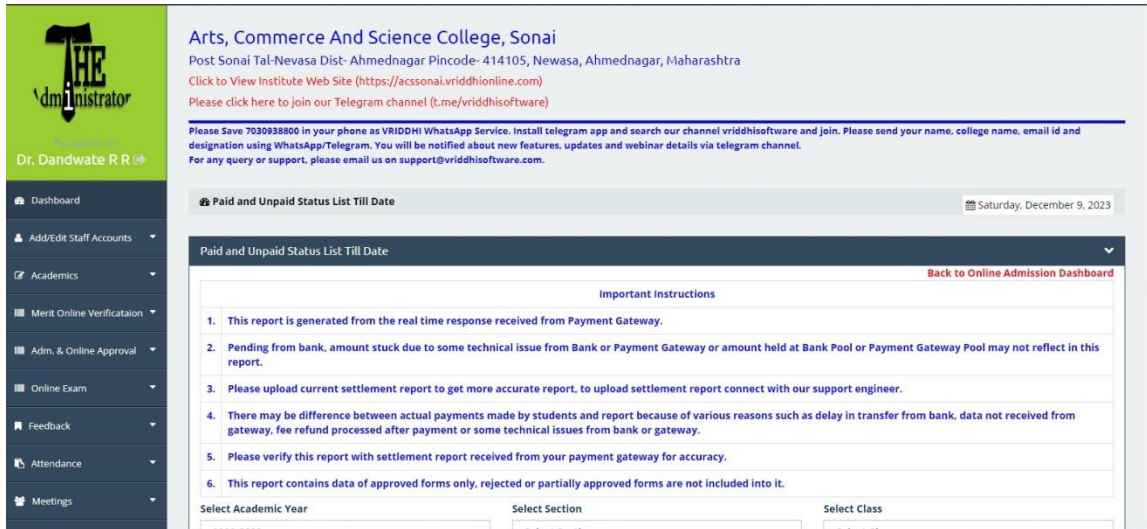 THE
Adm1nistrator
Dr. Dandwate R R
Dashboard
Add/Edit Staff Accounts
Academics
Merit Online Verificataion
Adm. & Online Approval
Online Exam
Feedback
Attendance
Meetings
Arts, Commerce And Science College, Sonai
Post Sonai Tal-Nevasa Dist- Ahmednagar Pincode- 414105, Newasa, Ahmednagar, Maharashtra
Click to View Institute Web Site (https://acssonai.vriddhionline.com)
Please click here to join our Telegram channel (t.me/vriddhisoftware)
Please Save 7030938800 in your phone as VRIDDHI WhatsApp Service. Install telegram app and search our channel vriddhisoftware and join. Please send your name, college name, email id and
designation using WhatsApp/Telegram. You will be notified about new features, updates and webinar details via telegram channel.
For any query or support, please email us on support@vriddhisoftware.com.
Paid and Unpaid Status List Till Date
Saturday, December 9, 2023
Paid and Unpaid Status List Till Date
Back to Online Admission Dashboard
Important Instructions
1. This report is generated from the real time response received from Payment Gateway.
2. Pending from bank, amount stuck due to some technical issue from Bank or Payment Gateway or amount held at Bank Pool or Payment Gateway Pool may not reflect in this
report.
3. Please upload current settlement report to get more accurate report, to upload settlement report connect with our support engineer.
4. There may be difference between actual payments made by students and report because of various reasons such as delay in transfer from bank, data not received from
gateway, fee refund processed after payment or some technical issues from bank or gateway.
5. Please verify this report with settlement report received from your payment gateway for accuracy.
6. This report contains data of approved forms only, rejected or partially approved forms are not included into it.
Select Academic Year
Select Section
Select Class